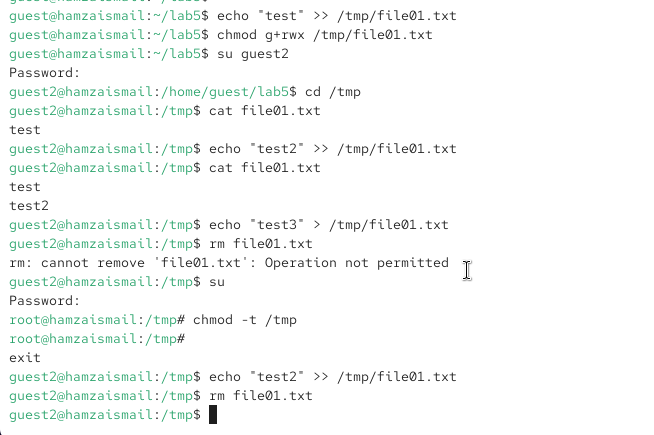 guest@hamzaismail:~/lab5$ echo "test" >> /tmp/file01.txt
guest@hamzaismail:~/lab5$ chmod g+rwx /tmp/file01.txt
guest@hamzaismail:~/lab5$ su guest2
Password:
guest2@hamzaismail:/home/guest/lab5$ cd /tmp
guest2@hamzaismail:/tmp$ cat file01.txt
test
guest2@hamzaismail:/tmp$ echo "test2" >> /tmp/file01.txt
guest2@hamzaismail:/tmp$ cat file01.txt
test
test2
guest2@hamzaismail:/tmp$ echo "test3" > /tmp/file01.txt
guest2@hamzaismail:/tmp$ rm file01.txt
rm: cannot remove 'file01.txt': Operation not permitted
guest2@hamzaismail:/tmp$ su
Password:
root@hamzaismail:/tmp# chmod -t /tmp
root@hamzaismail:/tmp#
exit
guest2@hamzaismail:/tmp$ echo "test2" >> /tmp/file01.txt
guest2@hamzaismail:/tmp$ rm file01.txt
guest2@hamzaismail:/tmp$